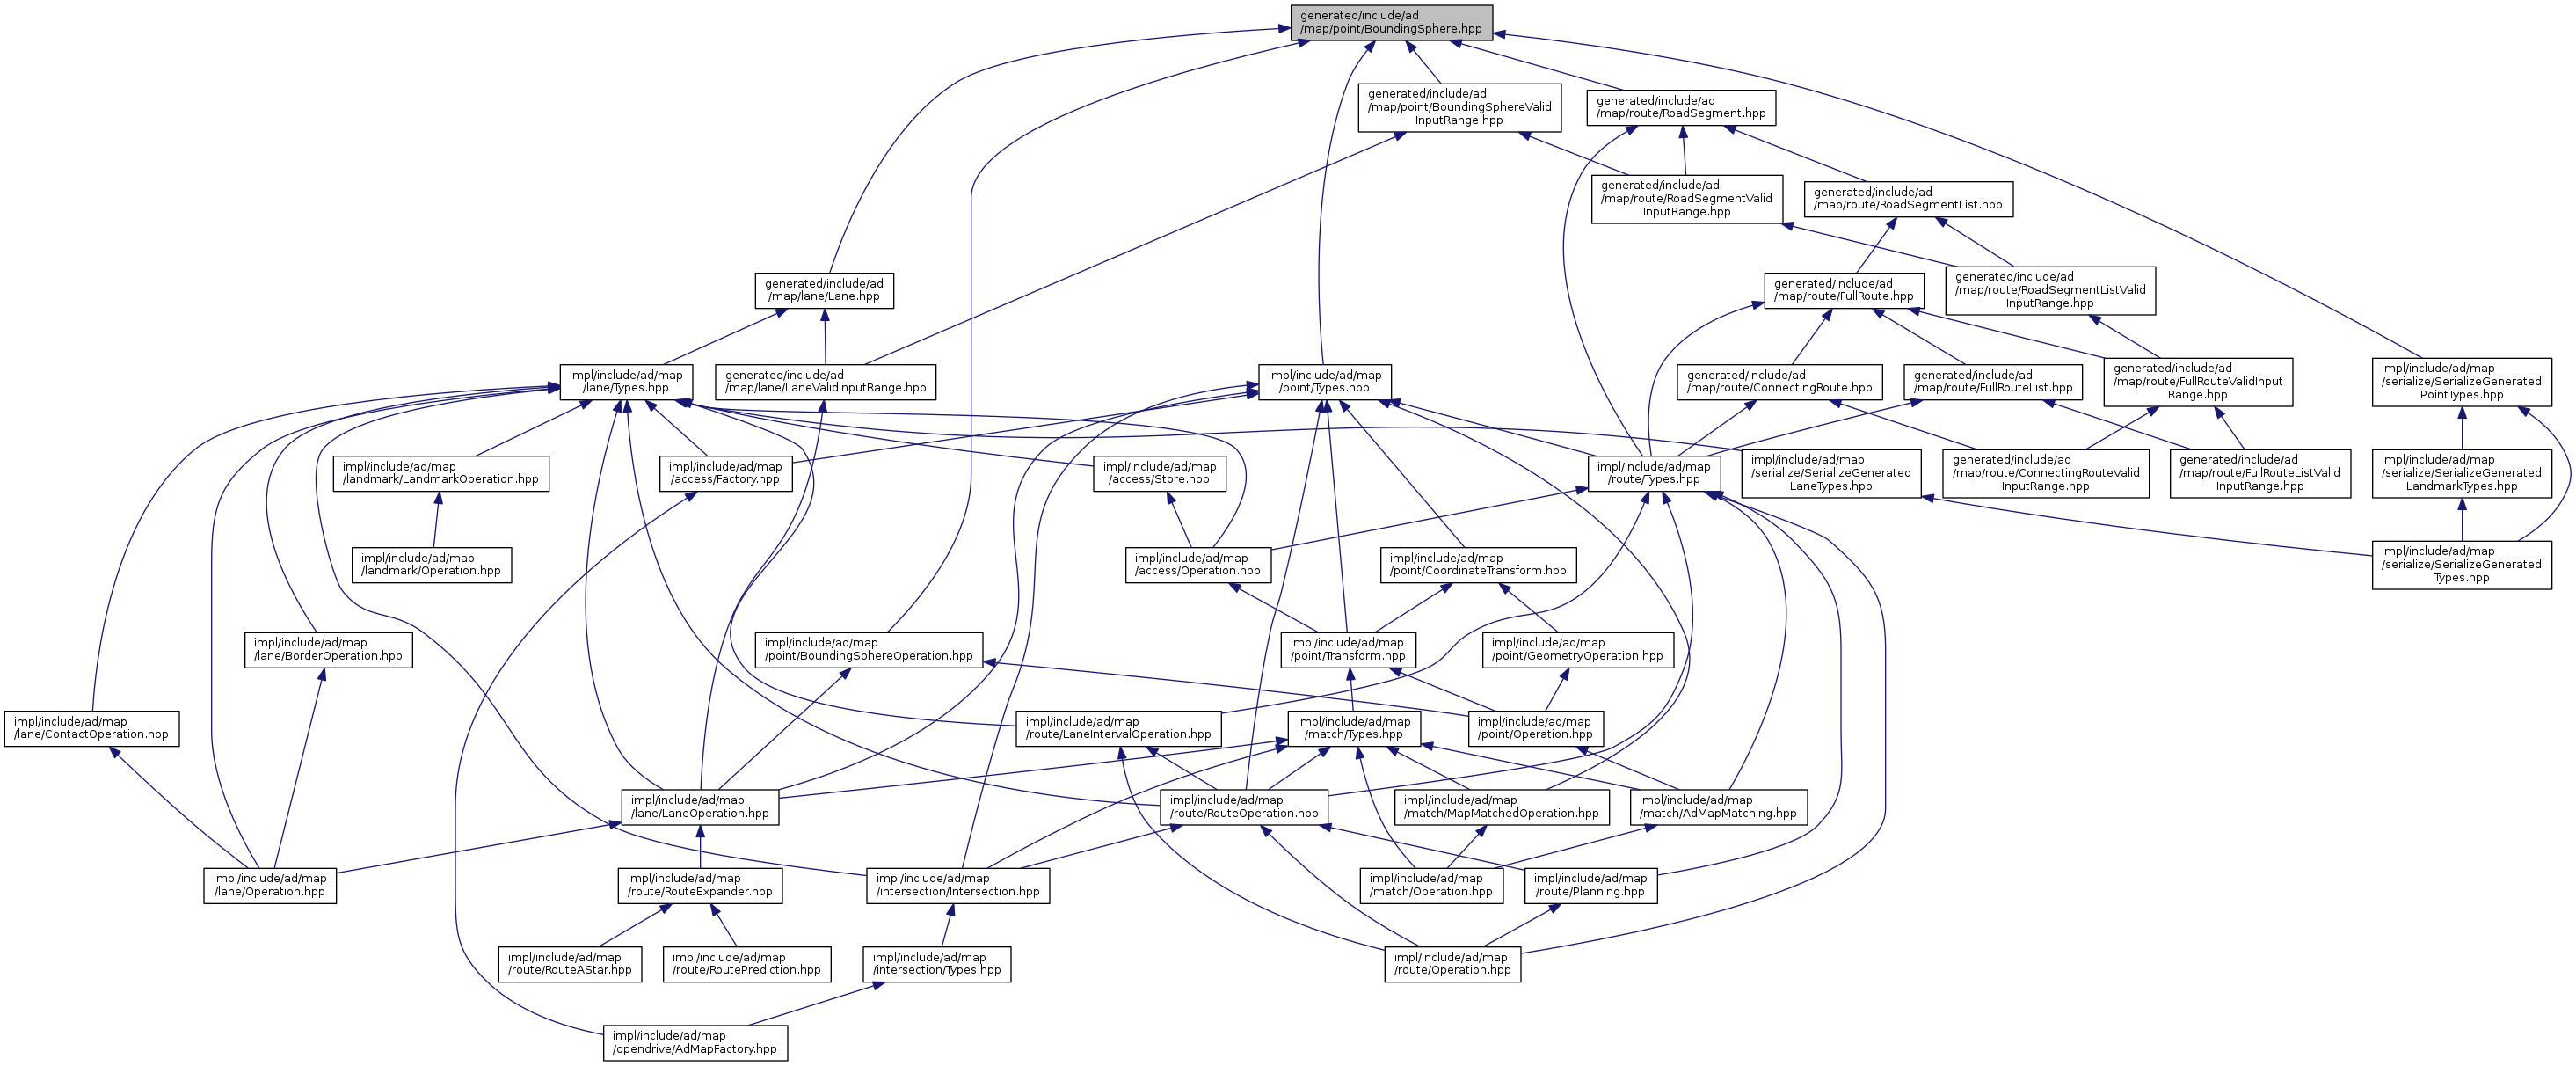 generated/include/ad
/map/point/BoundingSphere.hpp
generated/include/ad
/map/point/BoundingSphereValid
InputRange.hpp
generated/include/ad
/map/route/RoadSegment.hpp
generated/include/ad
/map/route/RoadSegmentValid
InputRange.hpp
generated/include/ad
/map/route/RoadSegmentList.hpp
generated/include/ad
/map/lane/Lane.hpp
generated/include/ad
/map/route/FullRoute.hpp
generated/include/ad
/map/route/RoadSegmentListValid
InputRange.hpp
impl/include/ad/map
/lane/Types.hpp
generated/include/ad
/map/lane/LaneValidInputRange.hpp
impl/include/ad/map
/point/Types.hpp
generated/include/ad
/map/route/ConnectingRoute.hpp
generated/include/ad
/map/route/FullRouteList.hpp
generated/include/ad
/map/route/FullRouteValidInput
Range.hpp
impl/include/ad/map
/serialize/SerializeGenerated
PointTypes.hpp
impl/include/ad/map
/landmark/LandmarkOperation.hpp
impl/include/ad/map
/access/Factory.hpp
impl/include/ad/map
/access/Store.hpp
impl/include/ad/map
/route/Types.hpp
impl/include/ad/map
/serialize/SerializeGenerated
LaneTypes.hpp
generated/include/ad
/map/route/ConnectingRouteValid
InputRange.hpp
generated/include/ad
/map/route/FullRouteListValid
InputRange.hpp
impl/include/ad/map
/serialize/SerializeGenerated
LandmarkTypes.hpp
impl/include/ad/map
/landmark/Operation.hpp
impl/include/ad/map
/access/Operation.hpp
impl/include/ad/map
/point/CoordinateTransform.hpp
impl/include/ad/map
/serialize/SerializeGenerated
Types.hpp
impl/include/ad/map
/lane/BorderOperation.hpp
impl/include/ad/map
/point/BoundingSphereOperation.hpp
impl/include/ad/map
/point/Transform.hpp
impl/include/ad/map
/point/GeometryOperation.hpp
impl/include/ad/map
/lane/ContactOperation.hpp
impl/include/ad/map
/route/LaneIntervalOperation.hpp
impl/include/ad/map
/match/Types.hpp
impl/include/ad/map
/point/Operation.hpp
impl/include/ad/map
/lane/LaneOperation.hpp
impl/include/ad/map
/route/RouteOperation.hpp
impl/include/ad/map
/match/MapMatchedOperation.hpp
impl/include/ad/map
/match/AdMapMatching.hpp
impl/include/ad/map
/lane/Operation.hpp
impl/include/ad/map
/route/RouteExpander.hpp
impl/include/ad/map
/intersection/Intersection.hpp
impl/include/ad/map
/match/Operation.hpp
impl/include/ad/map
/route/Planning.hpp
impl/include/ad/map
/route/RouteAStar.hpp
impl/include/ad/map
/route/RoutePrediction.hpp
impl/include/ad/map
/intersection/Types.hpp
impl/include/ad/map
/route/Operation.hpp
impl/include/ad/map
/opendrive/AdMapFactory.hpp